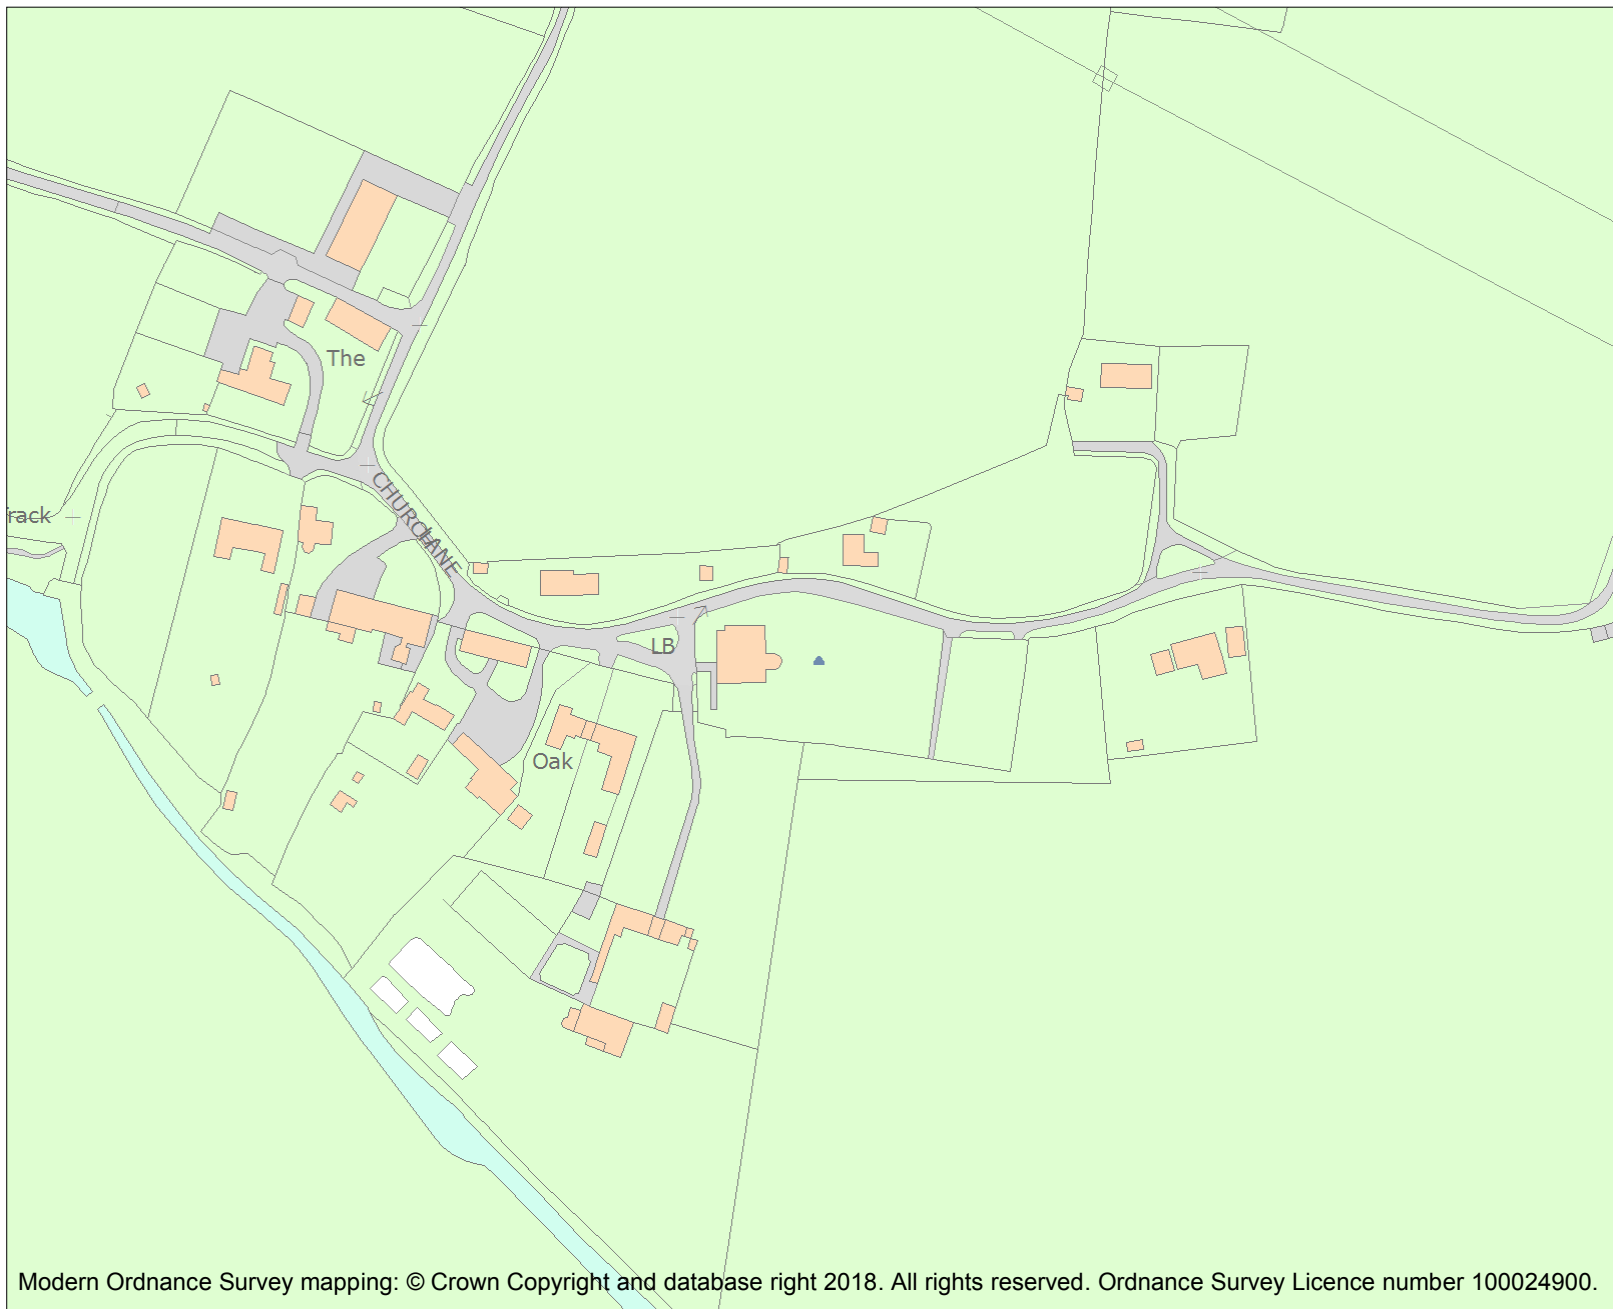 The
CHURCH
LANE
rack
LB
Oak
Modern Ordnance Survey mapping: © Crown Copyright and database right 2018. All rights reserved. Ordnance Survey Licence number 100024900.